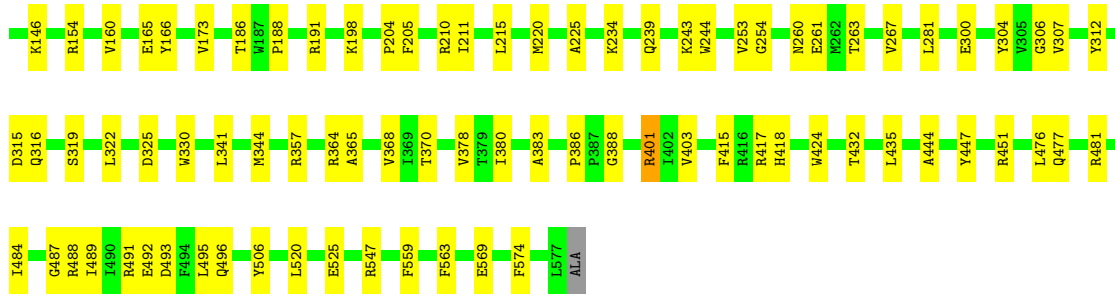 K146 R154 V160 E165 Y166 V173 T186 W187 P188 R191 K198 P204 F205 R210 I211 L215 M220 A225 K234 Q239 K243 W244 V253 G254 N260 E261 M262 T263 V267 L281 E300 Y304 V305 G306 V307 Y312
D315 Q316 S319 L322 D325 W330 L341 M344 R357 R364 A365 V368 I369 T370 V378 T379 I380 A383 P386 P387 G388 R401 I402 V403 F415 R416 R417 H418 W424 T432 L435 A444 Y447 R451 L476 Q477 R481
I484 G487 R488 I489 I490 R491 E492 D493 F494 L495 Q496 Y506 L520 E525 R547 F559 F563 E569 F574 L577 ALA